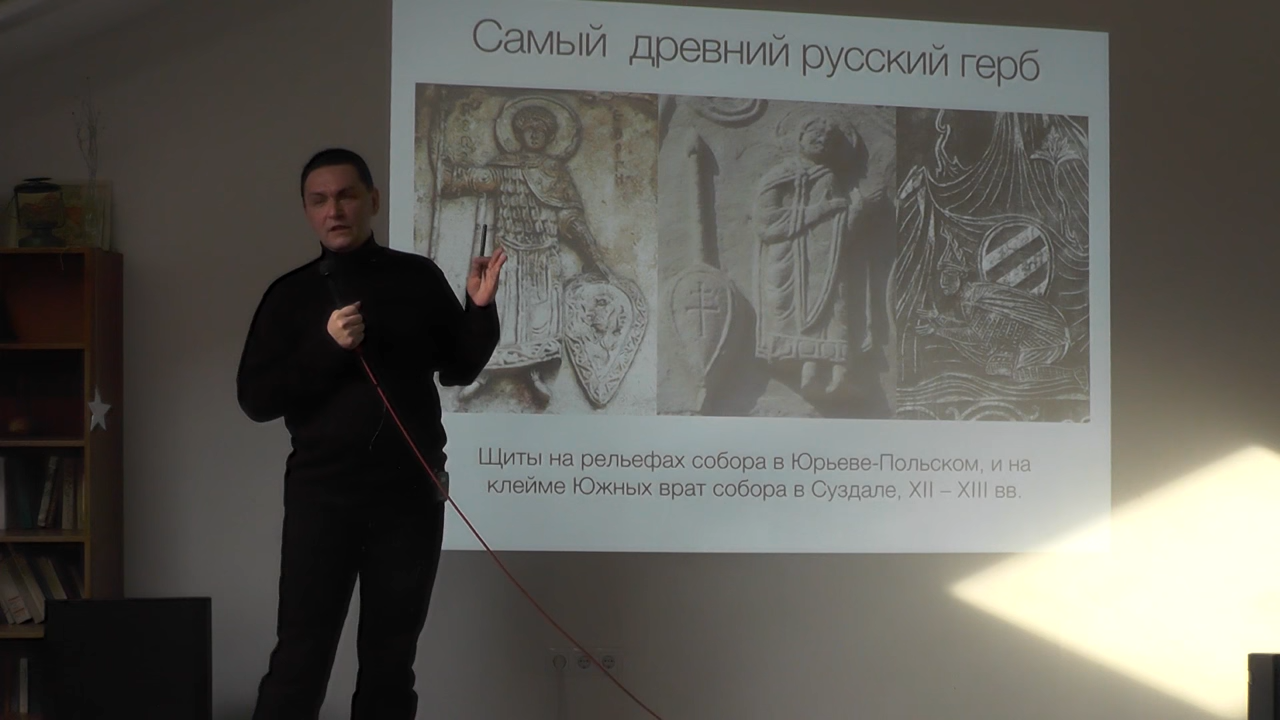 Самый древний русский герб
Щиты на рельефах собора в Юрьеве-Польском, и на
клейме Южных врат собора в Суздале, XII – XIII вв.